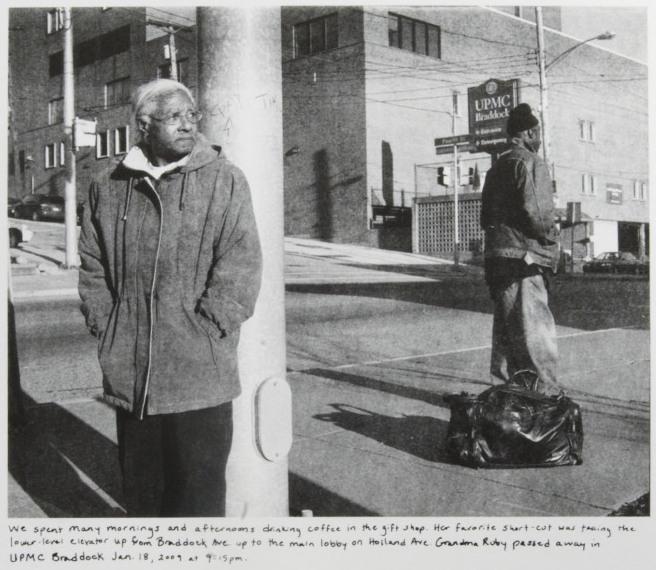 UPMC
Braddock
Entrance
Emergency
We spent many mornings and afternoons drinking coffee in the gift shop. Her favorite short-cut was taking the
lower-level elevator up from Braddock Ave up to the main lobby on Holland Ave. Grandma Ruby passed away in
UPMC Braddock Jan. 18, 2009 at 9:15pm.